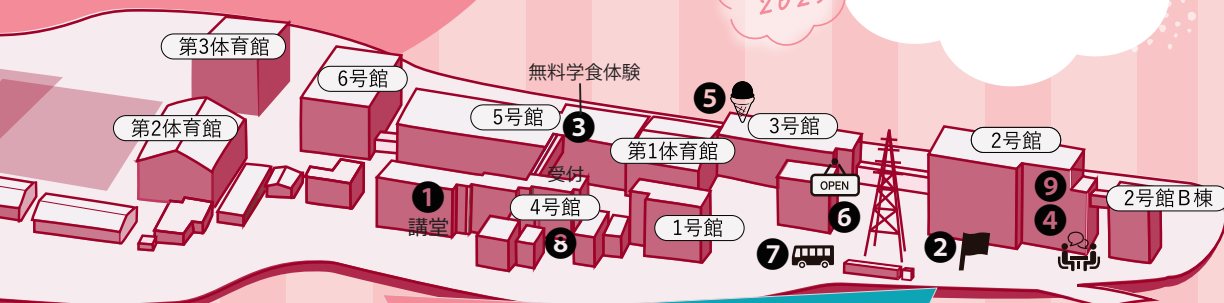 2025
第3体育館
6号館
無料学食体験
5
5号館
3
3号館
第2体育館
第1体育館
2号館
受付
OPEN
9
1
講堂
4号館
6
4
2号館B棟
1号館
8
7
2